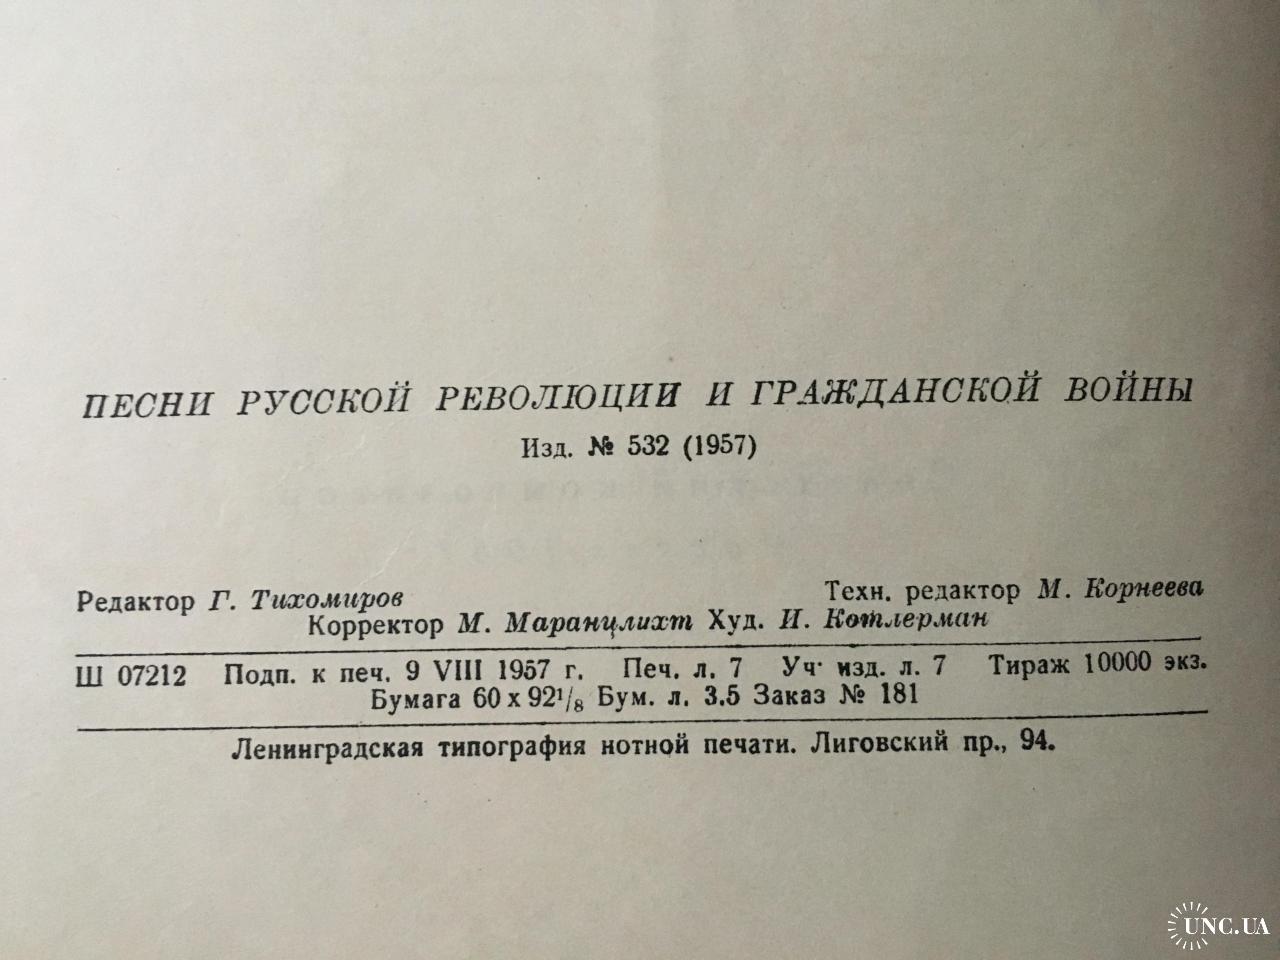 ПЕСНИ РУССКОЙ РЕВОЛЮЦИИ И ГРАЖДАНСКОЙ ВОЙНЫ
Изд. № 532 (1957)
Редактор Г. Тихомиров Техн. редактор М. Корнеева
Корректор М. Маранцлихт Худ. И. Котлерман
Ш 07212 Подп. к печ. 9 VIII 1957 г. Печ. л. 7 Уч· изд. л. 7 Тираж 10000 экз.
Бумага 60 х 92¹/₈ Бум. л. 3.5 Заказ № 181
Ленинградская типография нотной печати. Лиговский пр., 94.
UNC.UA